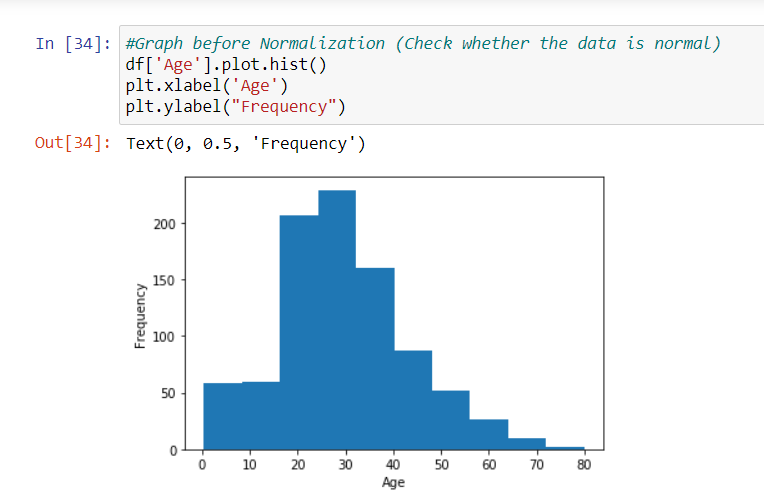 In [34]: #Graph before Normalization (Check whether the data is normal)
df['Age'].plot.hist()
plt.xlabel('Age')
plt.ylabel("Frequency")
Out[34]: Text(0, 0.5, 'Frequency')
200
150
100
50
0
Frequency
0 10 20 30 40 50 60 70 80
Age